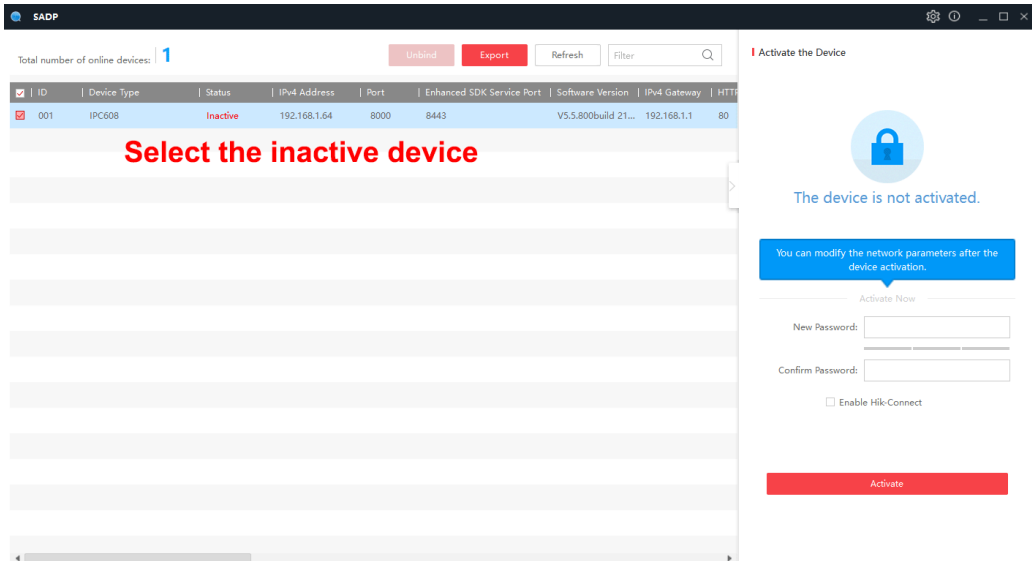 SADP
Total number of online devices: 1
Unbind
Export
Refresh
Filter
ID Device Type Status IPv4 Address Port Enhanced SDK Service Port Software Version IPv4 Gateway HTTP
001 IPC608 Inactive 192.168.1.64 8000 8443 V5.5.800build 21... 192.168.1.1 80
Select the inactive device
Activate the Device
The device is not activated.
You can modify the network parameters after the
device activation.
Activate Now
New Password:
Confirm Password:
Enable Hik-Connect
Activate